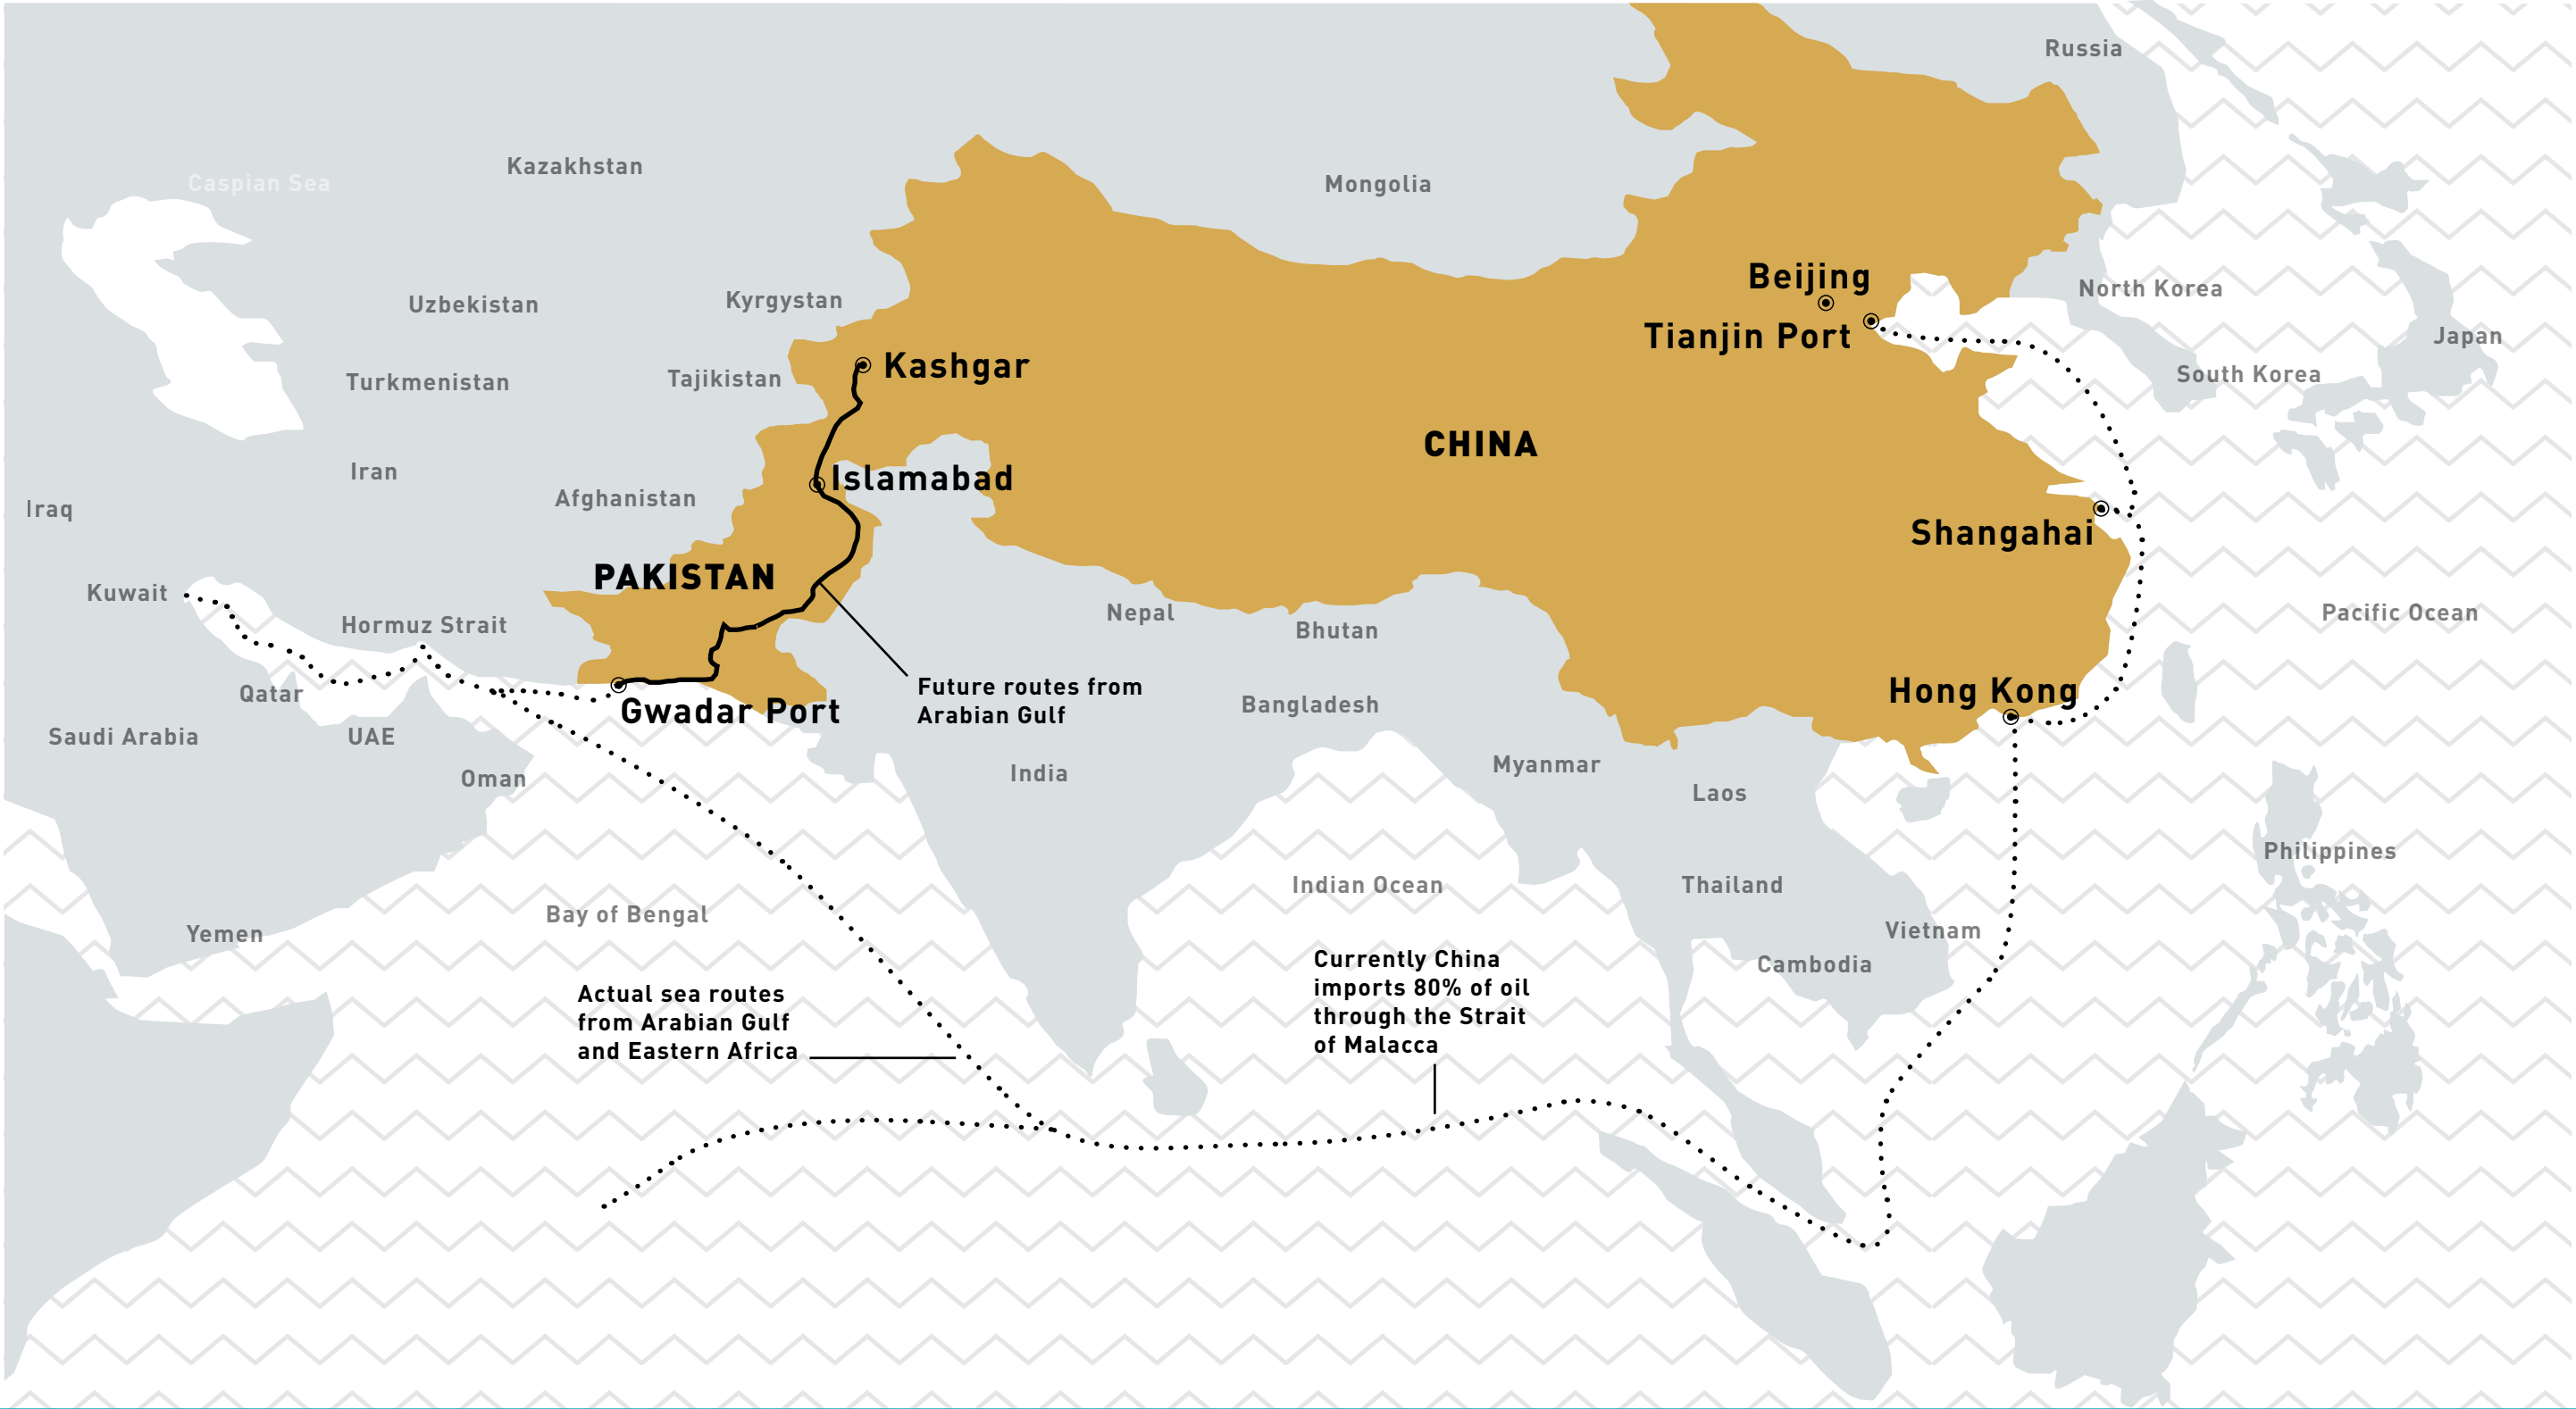 Russia
Kazakhstan
Caspian Sea
Mongolia
Beijing
North Korea
Uzbekistan
Kyrgystan
Tianjin Port
Japan
Kashgar
South Korea
Turkmenistan
Tajikistan
CHINA
Iran
Islamabad
Afghanistan
Iraq
Shangahai
PAKISTAN
Kuwait
Nepal
Pacific Ocean
Hormuz Strait
Bhutan
Qatar
Future routes from
Arabian Gulf
Hong Kong
Gwadar Port
Bangladesh
Saudi Arabia
UAE
Oman
India
Myanmar
Laos
Philippines
Indian Ocean
Thailand
Bay of Bengal
Yemen
Vietnam
Cambodia
Currently China
imports 80% of oil
through the Strait
of Malacca
Actual sea routes
from Arabian Gulf
and Eastern Africa